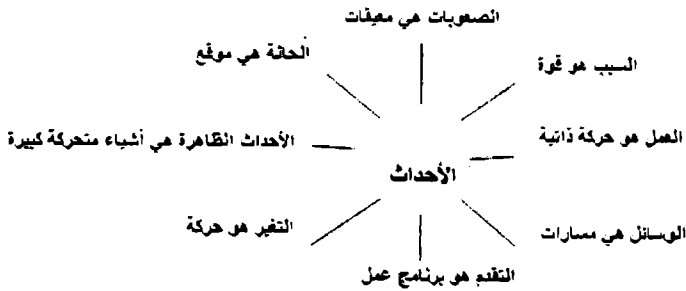 الصعوبات هي معيقات
السبب هو قوة
الحالة هي موقع
العمل هو حركة ذاتية
الأحداث الظاهرة هي أشياء متحركة كبيرة
الأحداث
الوسائل هي مسارات
التغير هو حركة
التقدم هو برنامج عمل